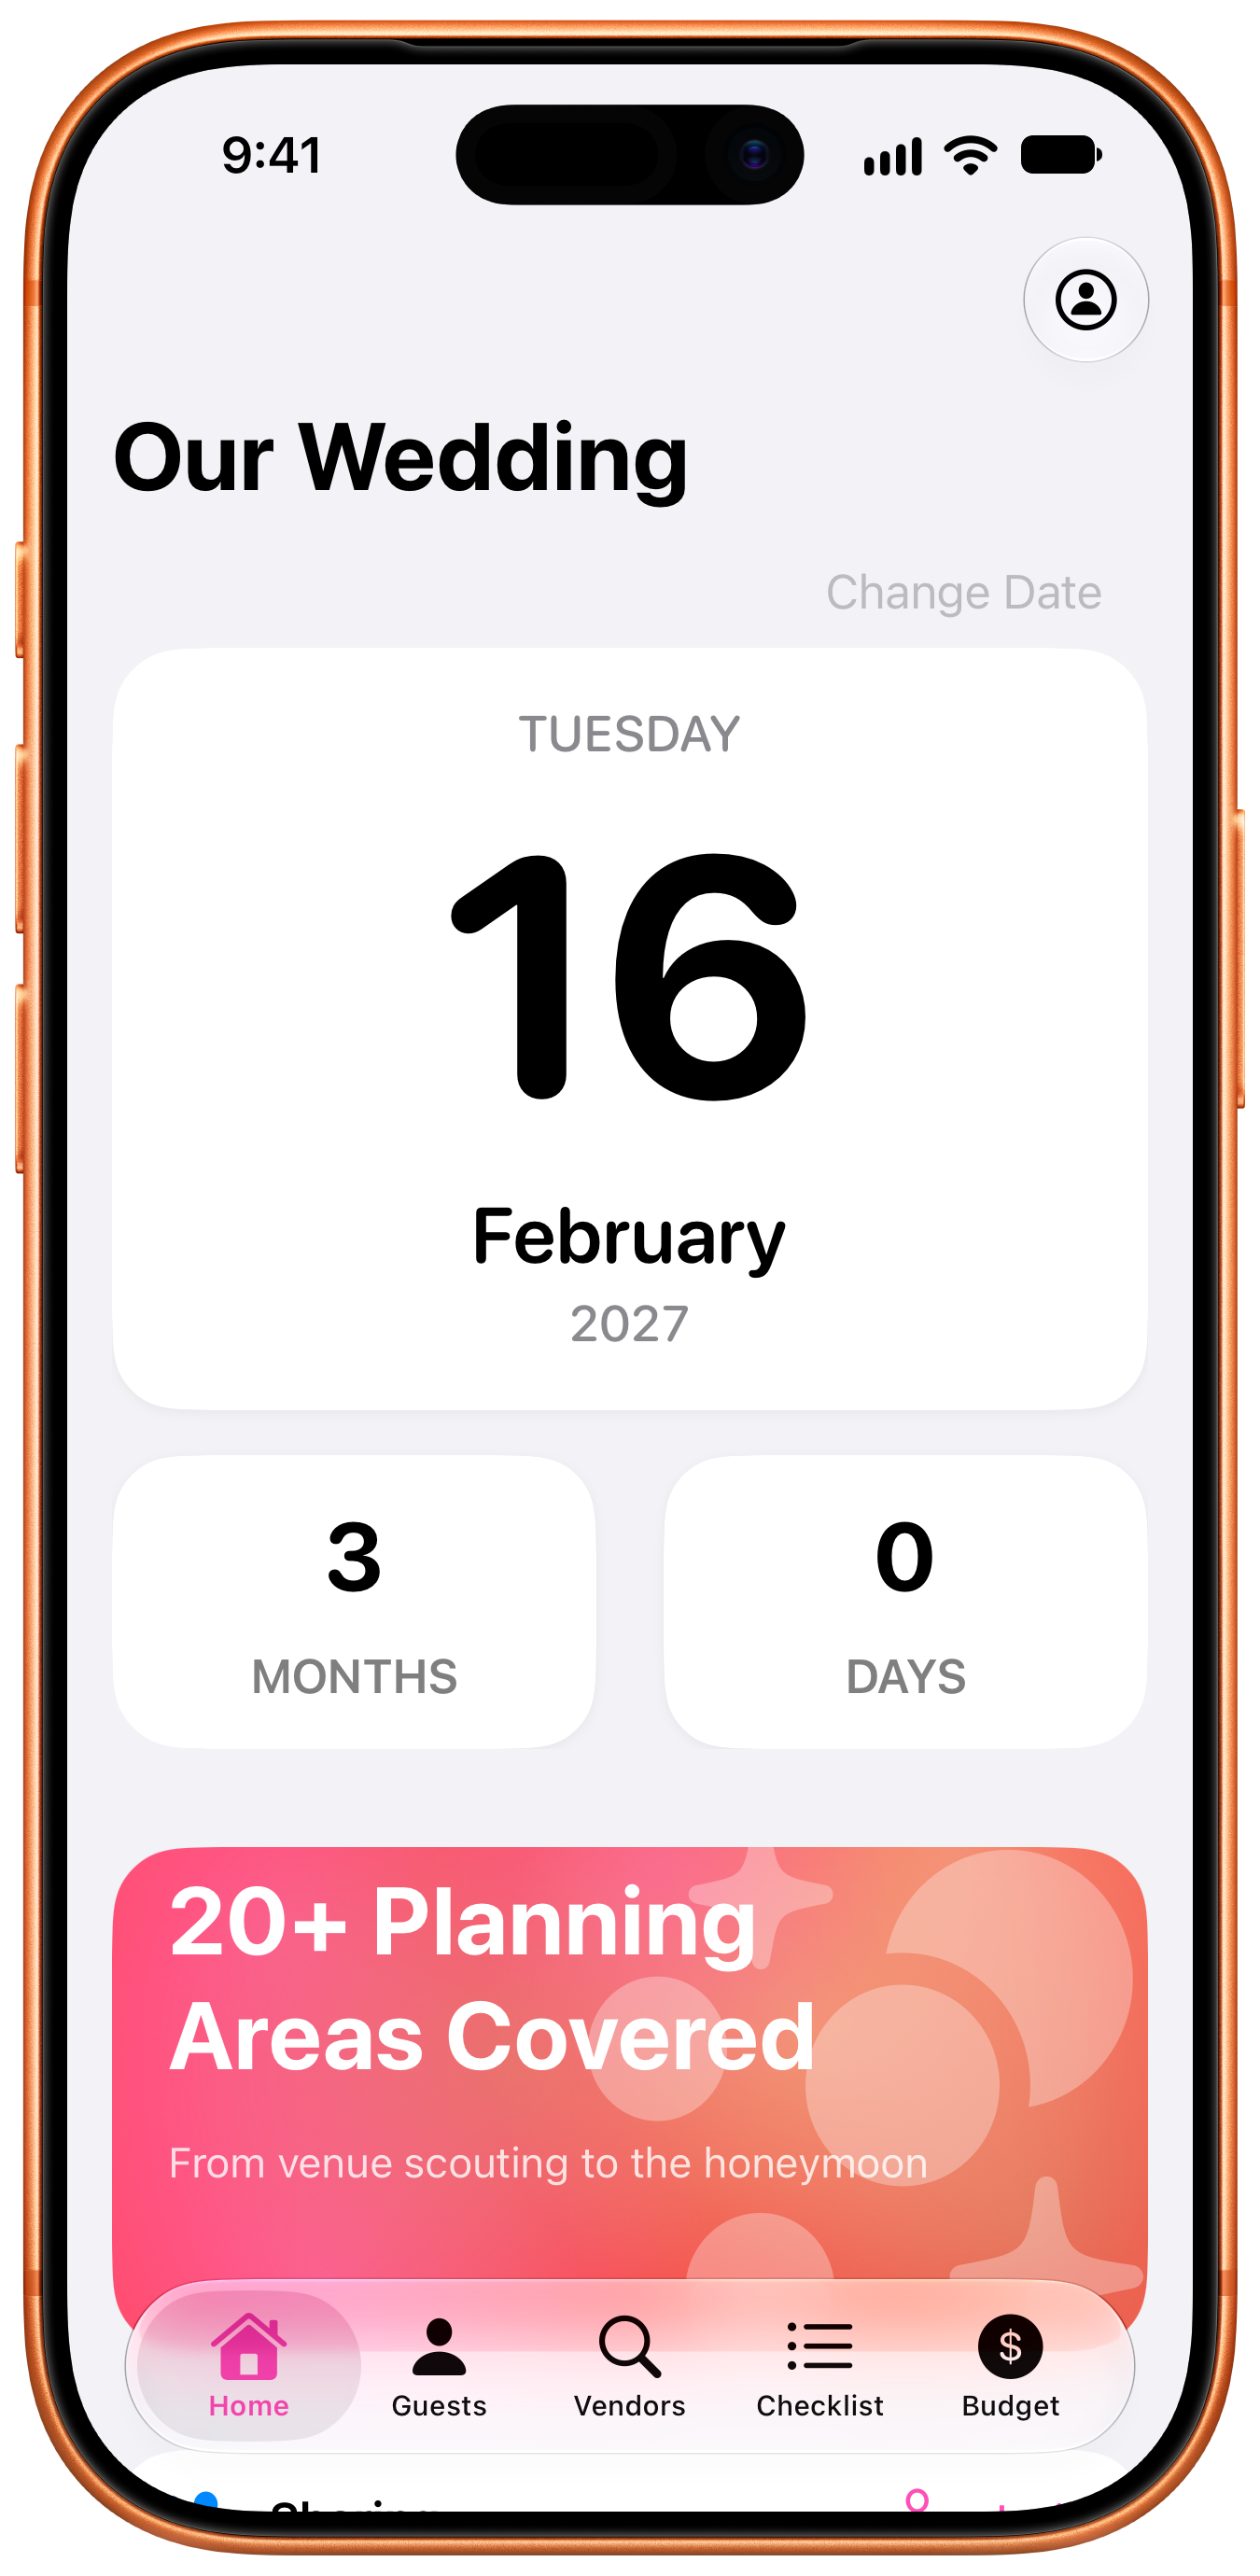 9:41
Our Wedding
Change Date
TUESDAY
16
February
2027
3
MONTHS
0
DAYS
20+ Planning
Areas Covered
From venue scouting to the honeymoon
$
Home
Guests
Vendors
Checklist
Budget